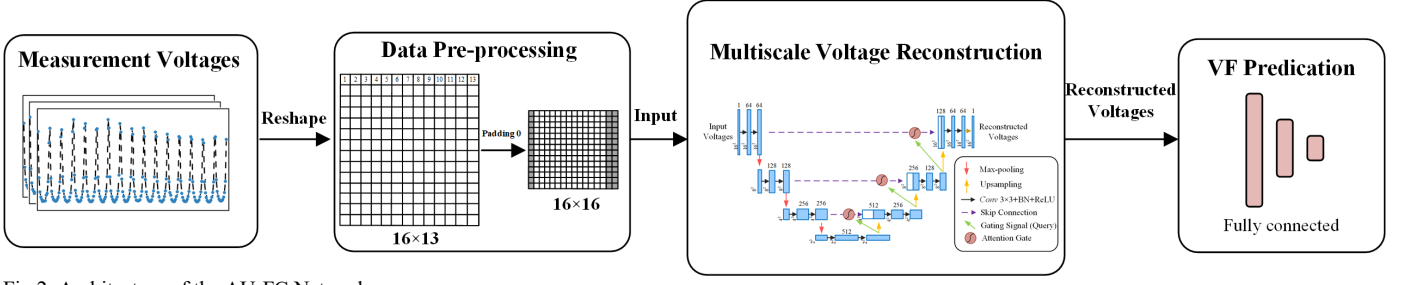 Measurement Voltages
Reshape
Data Pre-processing
1 2 3 4 5 6 7 8 9 10 11 12 13
16×13
Padding 0
16×16
Input
Multiscale Voltage Reconstruction
Input
Voltages
1 64 64
128 128
256 256
512
512 256
256 128
128 64 64 1
Reconstructed
Voltages
Max-pooling
Upsampling
Conv 3×3+BN+ReLU
Skip Connection
Gating Signal (Query)
Attention Gate
Reconstructed
Voltages
VF Predication
Fully connected